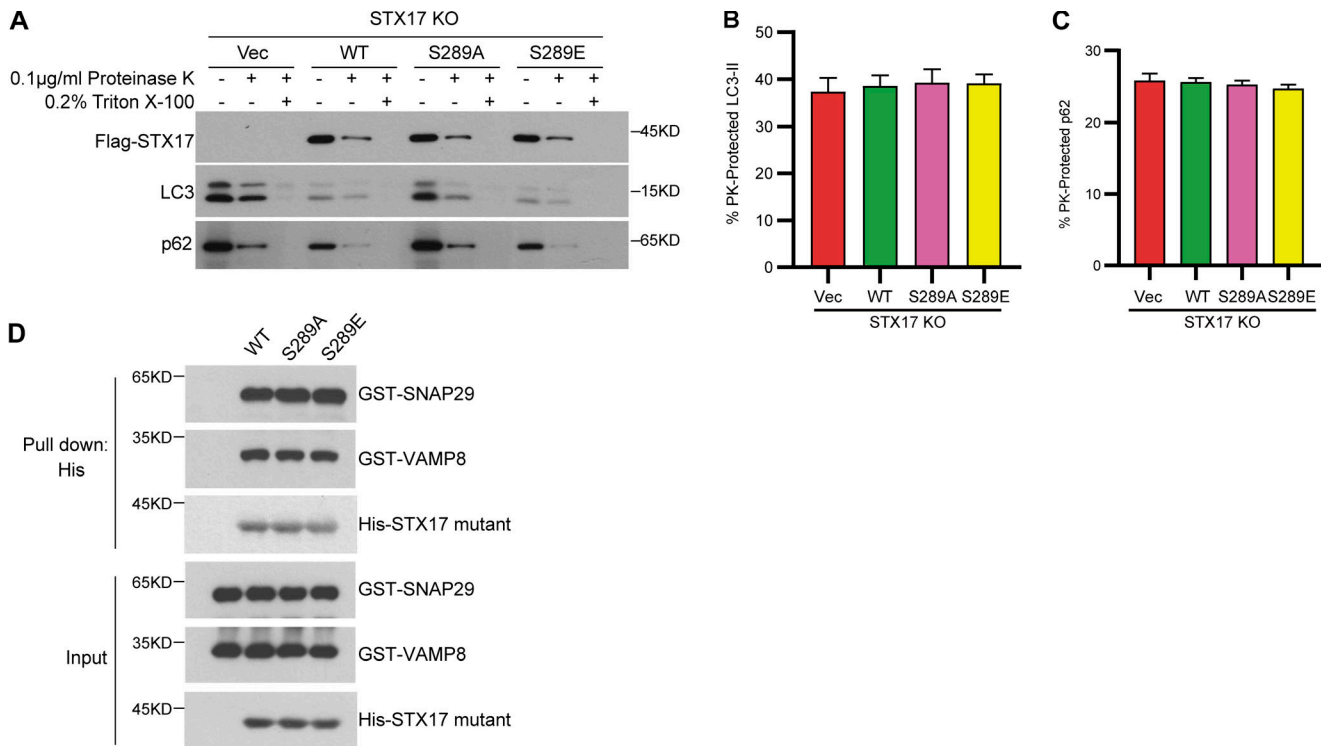 A
STX17 KO
Vec WT S289A S289E
0.1µg/ml Proteinase K - + + - + + - + + - + +
0.2% Triton X-100 - - + - - + - - + - - +
Flag-STX17 –45KD
LC3 –15KD
p62 –65KD
B
% PK-Protected LC3-II
50
40
30
20
10
0
Vec WT S289A S289E
STX17 KO
C
% PK-Protected p62
30
20
10
0
Vec WT S289A S289E
STX17 KO
D
WT S289A S289E
Pull down:
His
65KD– GST-SNAP29
35KD– GST-VAMP8
45KD– His-STX17 mutant
Input
65KD– GST-SNAP29
35KD– GST-VAMP8
45KD– His-STX17 mutant